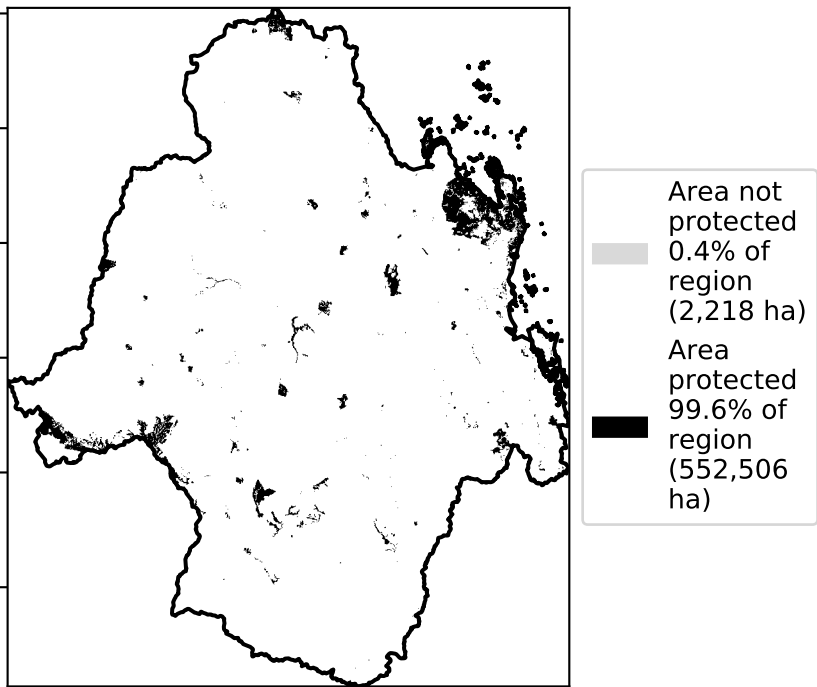 Area not
protected
0.4% of
region
(2,218 ha)
Area
protected
99.6% of
region
(552,506
ha)